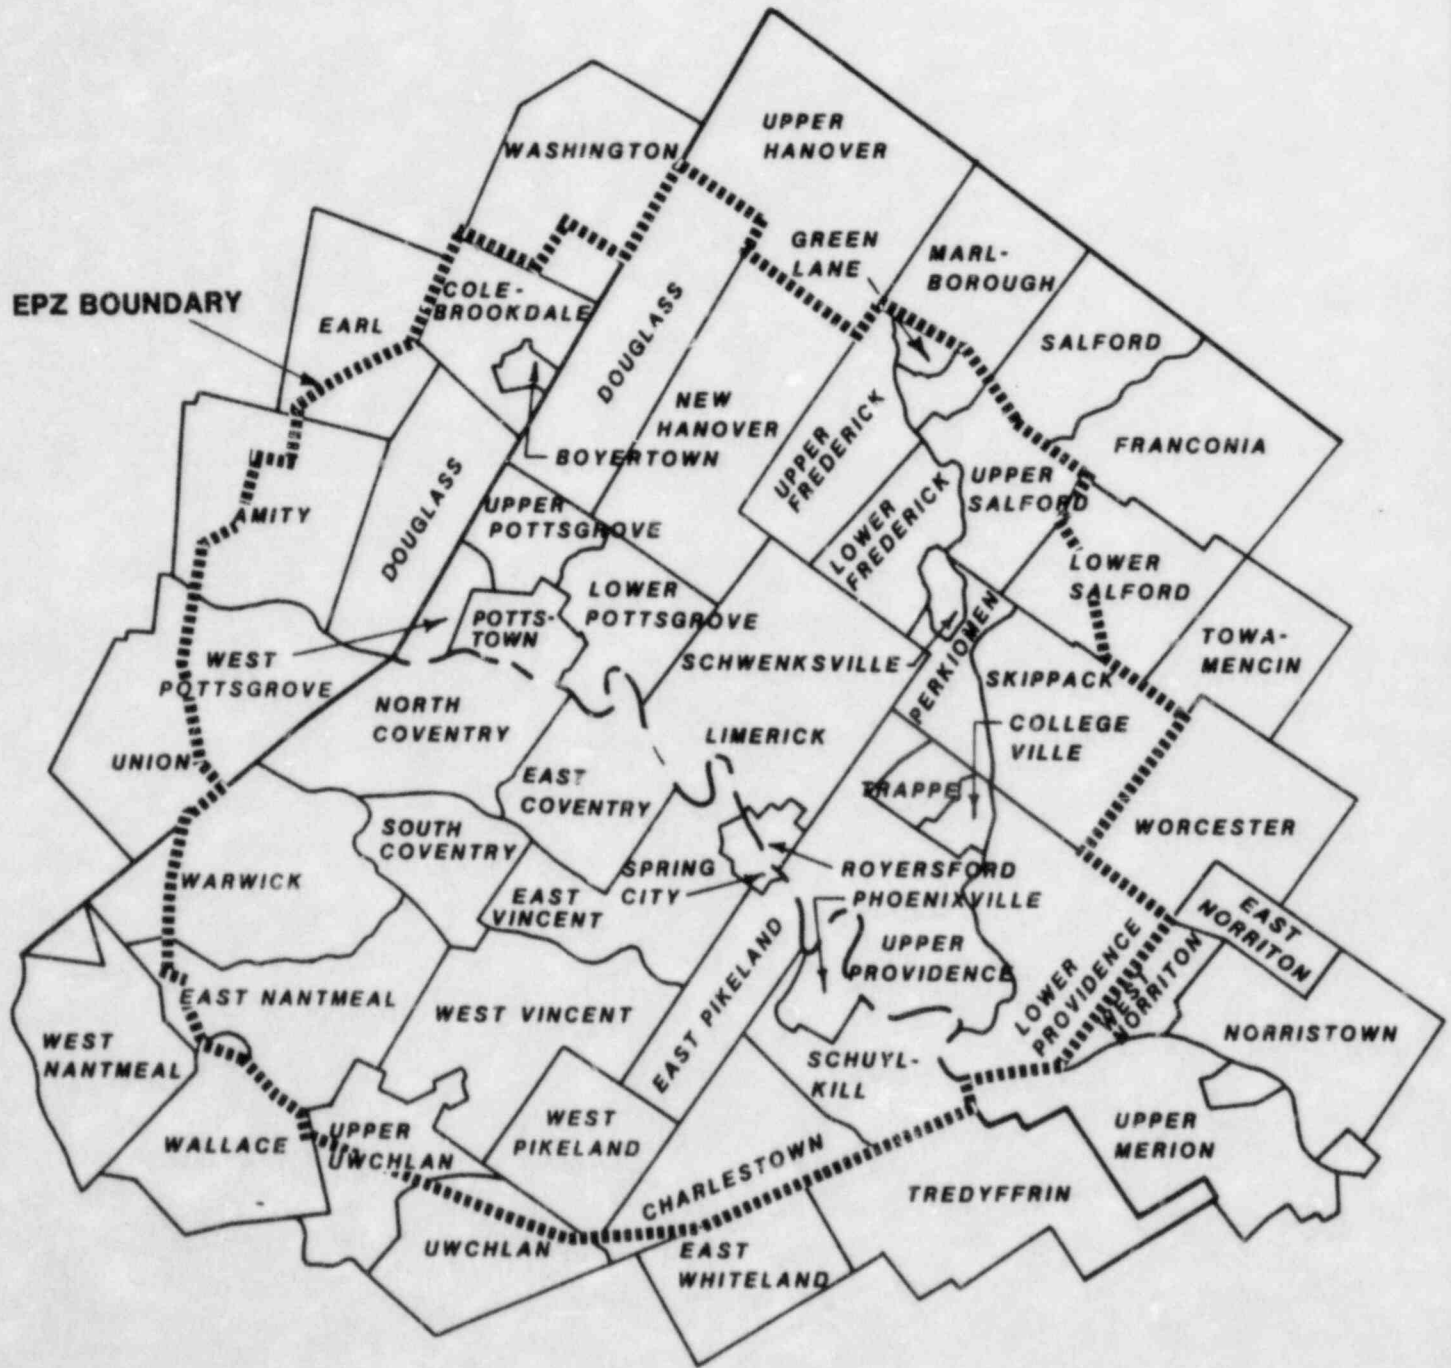 UPPER
HANOVER
WASHINGTON
GREEN
LANE
MARL-
BOROUGH
COLE-
BROOKDALE
EPZ BOUNDARY
EARL
DOUGLASS
SALFORD
NEW
HANOVER
UPPER
FREDERICK
FRANCONIA
BOYERTOWN
AMITY
DOUGLASS
UPPER
POTTSGROVE
LOWER
FREDERICK
UPPER
SALFORD
LOWER
SALFORD
LOWER
POTTSGROVE
POTTS-
TOWN
WEST
POTTSGROVE
SCHWENKSVILLE
PERKIOMEN
SKIPPACK
TOWA-
MENCIN
NORTH
COVENTRY
LIMERICK
COLLEGE
VILLE
UNION
EAST
COVENTRY
TRAPPE
SOUTH
COVENTRY
WORCESTER
WARWICK
SPRING
CITY
ROYERSFORD
PHOENIXVILLE
EAST
VINCENT
EAST
NORRITON
UPPER
PROVIDENCE
LOWER
PROVIDENCE
WEST
NORRITON
EAST NANTMEAL
WEST VINCENT
EAST PIKELAND
NORRISTOWN
WEST
NANTMEAL
SCHUYL-
KILL
WEST
PIKELAND
UPPER
MERION
WALLACE
UPPER
UWCHLAN
CHARLESTOWN
TREDYFFRIN
UWCHLAN
EAST
WHITELAND